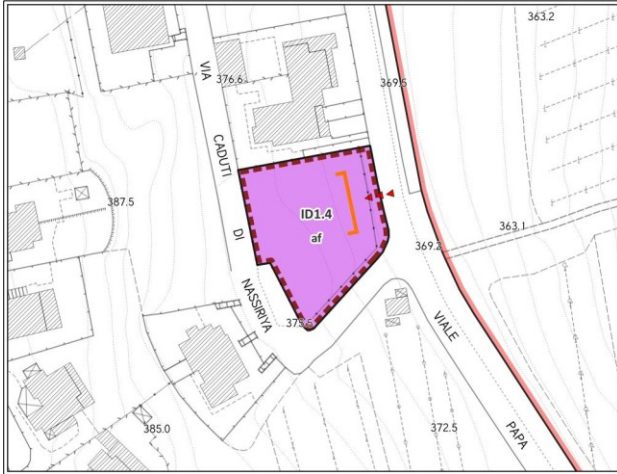 363.2
376.6
369.5
VIA
CADUTI
DI
NASSIRIYA
387.5
ID1.4
af
363.1
369.2
375.5
VIALE
PAPA
385.0
372.5